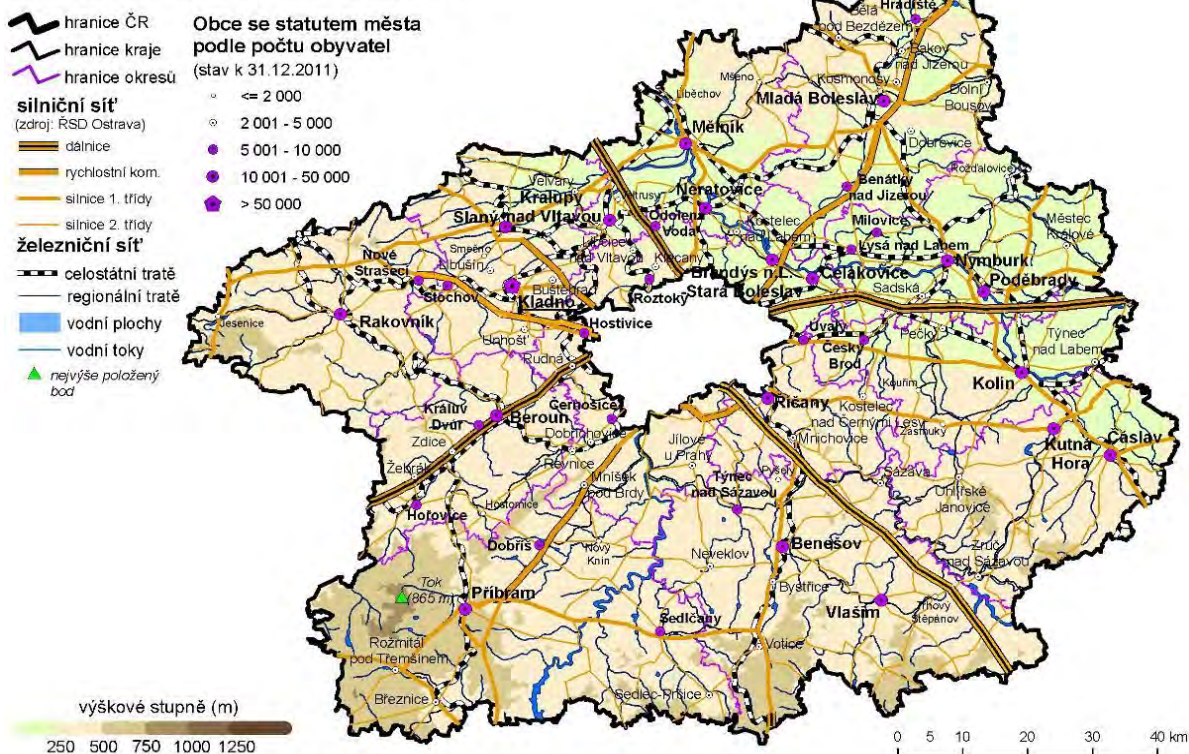 hranice ČR
hranice kraje
hranice okresů
silniční síť
(zdroj: ŘSD Ostrava)
dálnice
rychlostní kom.
silnice 1. třídy
silnice 2. třídy
železniční síť
celostátní tratě
regionální tratě
vodní plochy
vodní toky
nejvýše položený
bod
Obce se statutem města
podle počtu obyvatel
(stav k 31.12.2011)
<= 2 000
2 001 - 5 000
5 001 - 10 000
10 001 - 50 000
> 50 000
Hradiště
Bělá
pod Bezdězem
Bakov
nad Jizerou
Mšeno
Kosmonosy
Dolní
Bousov
Liběchov
Mladá Boleslav
Mělník
Dobrovice
Rožďalovice
Benátky
nad Jizerou
Městec
Králové
Velvary
Kralupy
nad Vltavou
Slaný
Neratovice
Odolena
Voda
Kostelec
nad Labem
Milovice
Lysá nad Labem
Nymburk
Smečno
nad Vltavou
Klecany
Nové
Strašecí
Stochov
Buštěhrad
Kladno
Roztoky
Brandýs n.L.
Stará Boleslav
Čelákovice
Sadská
Poděbrady
Jesenice
Rakovník
Hostivice
Unhošť
Rudná
Úvaly
Český
Brod
Pečky
Týnec
nad Labem
Kolín
Kouřim
Králův
Dvůr
Beroun
Zdice
Černošice
Dobřichovice
Řevnice
Říčany
Kostelec
nad Černými Lesy
Zásmuky
Mnichovice
Kutná
Hora
Čáslav
Žebrák
Mníšek
pod Brdy
Jílové
u Prahy
Pyšely
Týnec
nad Sázavou
Sázava
Uhlířské
Janovice
Hořovice
Hostomice
Dobříš
Nový
Knín
Neveklov
Benešov
Zruč
nad Sázavou
Tok
(865 m)
Příbram
Bystřice
Vlašim
Trhový
Štěpánov
Sedlčany
Votice
Rožmitál
pod Třemšínem
Březnice
Sedlec-Prčice
výškové stupně (m)
250 500 750 1000 1250
0 5 10 20 30 40 km